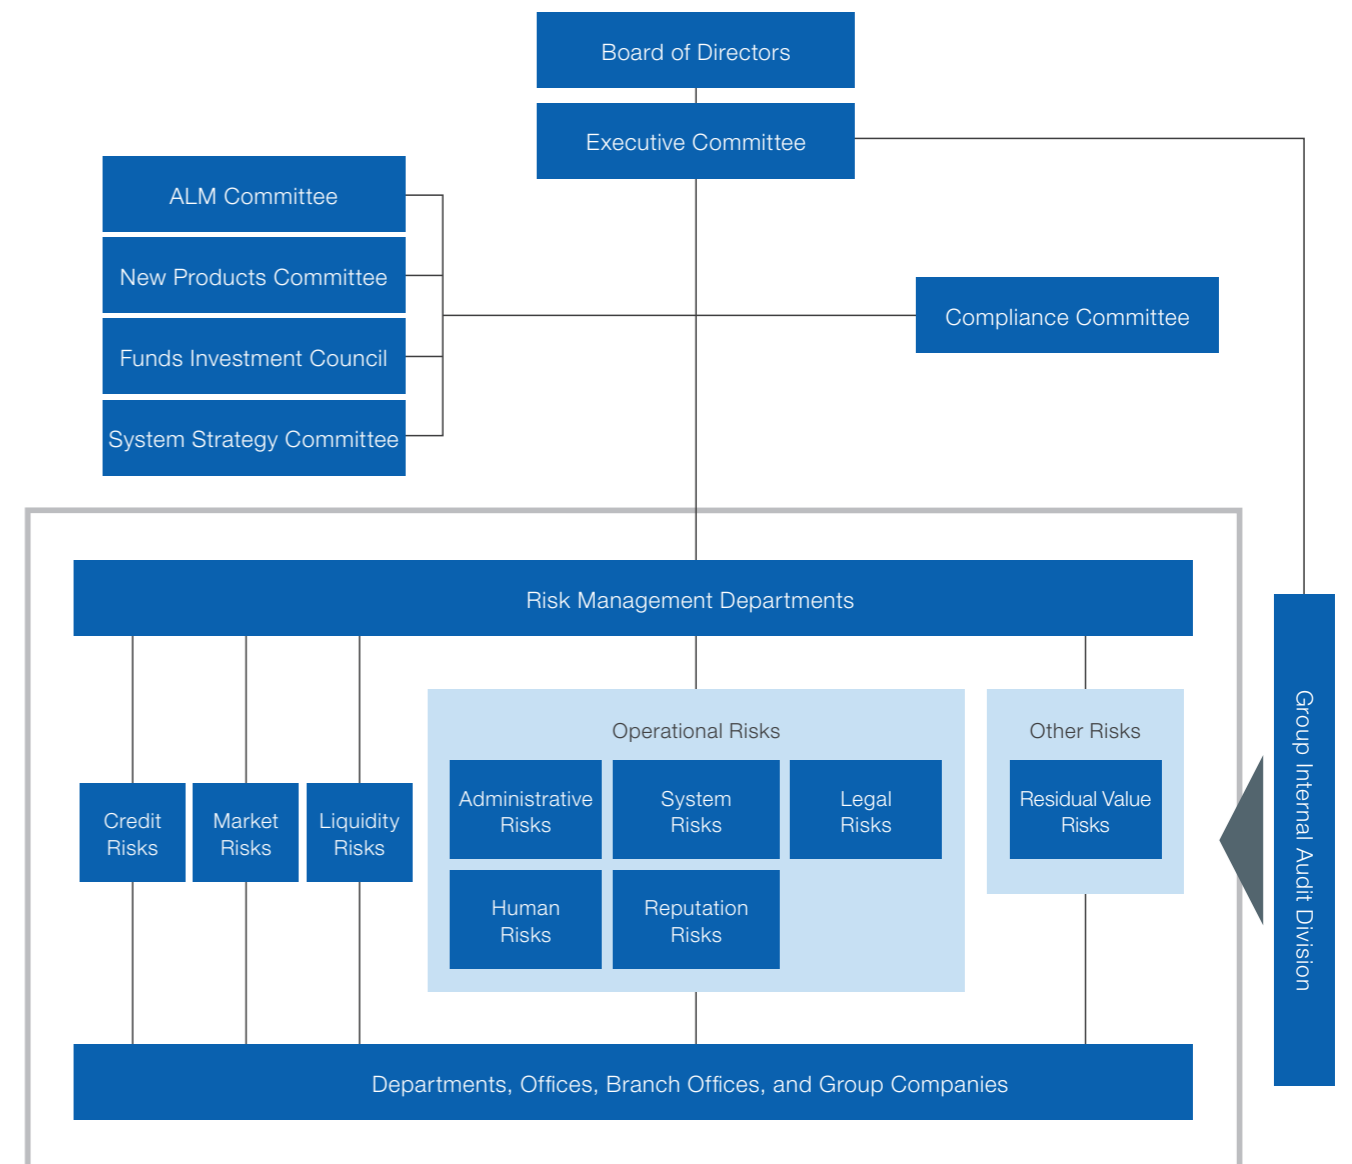 Board of Directors
Executive Committee
ALM Committee
New Products Committee
Funds Investment Council
System Strategy Committee
Compliance Committee
Risk Management Departments
Credit
Risks
Market
Risks
Liquidity
Risks
Operational Risks
Administrative
Risks
System
Risks
Legal
Risks
Human
Risks
Reputation
Risks
Other Risks
Residual Value
Risks
Departments, Offices, Branch Offices, and Group Companies
Group Internal Audit Division